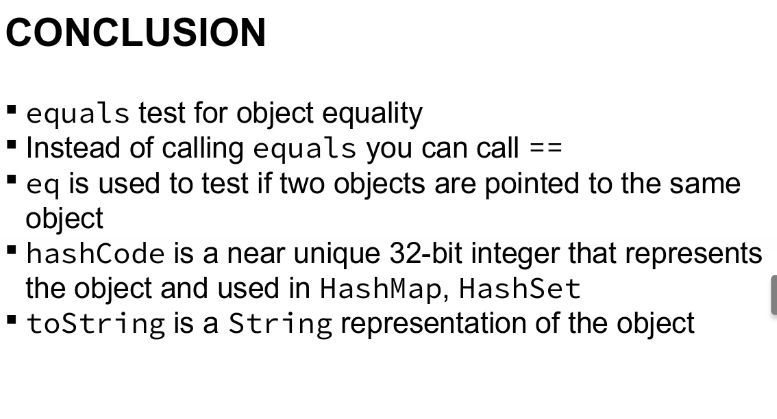 CONCLUSION
▪ equals test for object equality
▪ Instead of calling equals you can call ==
▪ eq is used to test if two objects are pointed to the same
object
▪ hashCode is a near unique 32-bit integer that represents
the object and used in HashMap, HashSet
▪ toString is a String representation of the object